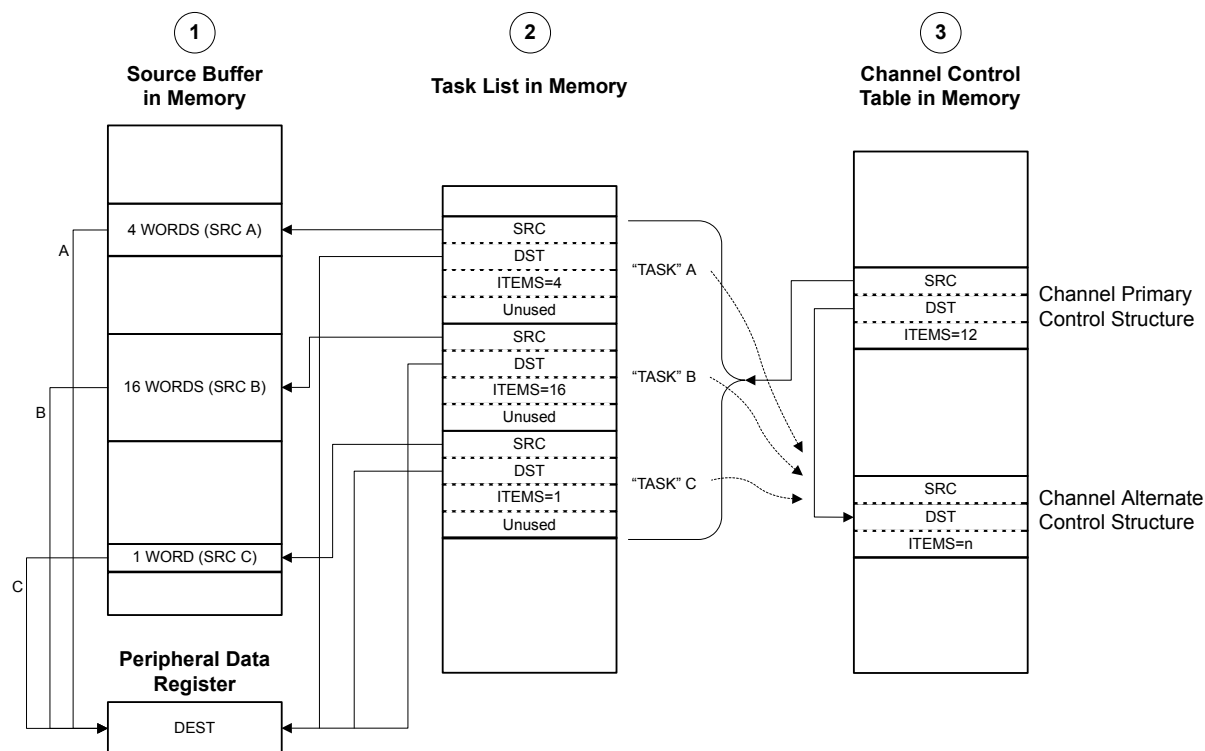 1
Source Buffer
in Memory
4 WORDS (SRC A)
A
16 WORDS (SRC B)
B
1 WORD (SRC C)
C
Peripheral Data
Register
DEST
2
Task List in Memory
SRC
DST
ITEMS=4
Unused
SRC
DST
ITEMS=16
Unused
SRC
DST
ITEMS=1
Unused
“TASK” A
“TASK” B
“TASK” C
3
Channel Control
Table in Memory
SRC
DST
ITEMS=12
Channel Primary
Control Structure
SRC
DST
ITEMS=n
Channel Alternate
Control Structure